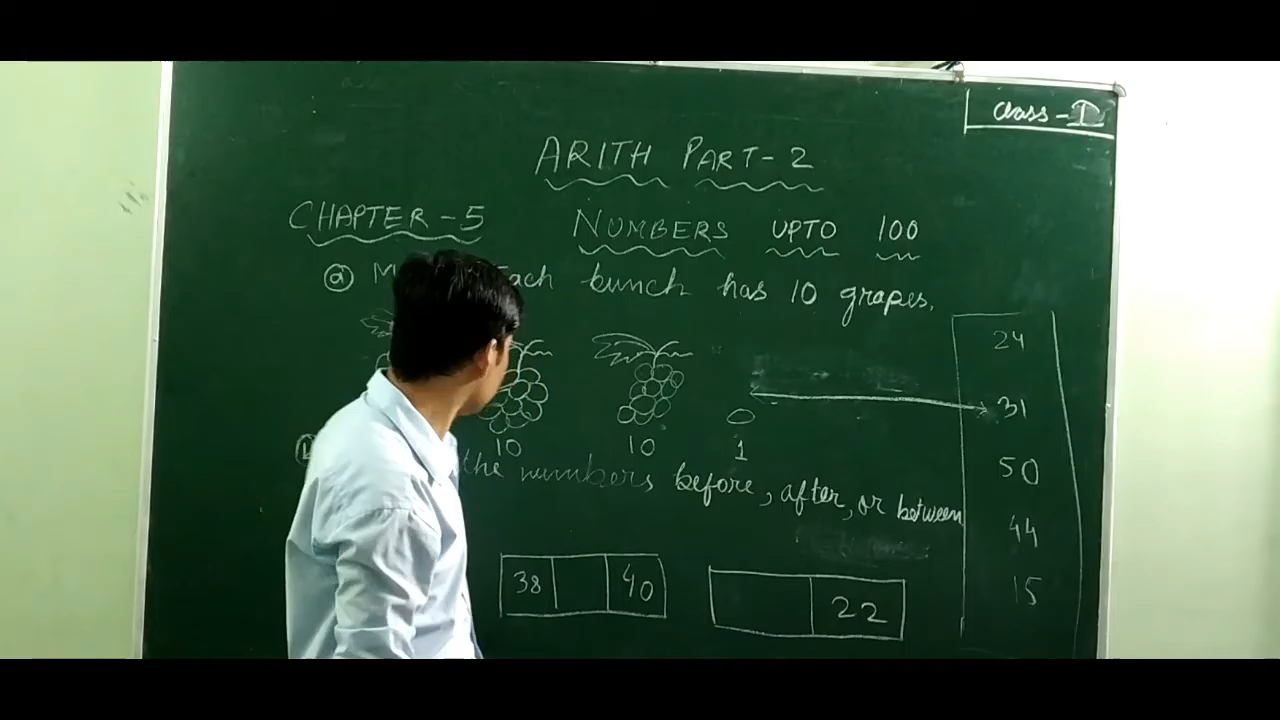 Class - I
ARITH PART-2
CHAPTER-5 NUMBERS UPTO 100
(a) Each bunch has 10 grapes.
24
31
10 10 1
50
the numbers before, after, or between
44
38 40 22
15